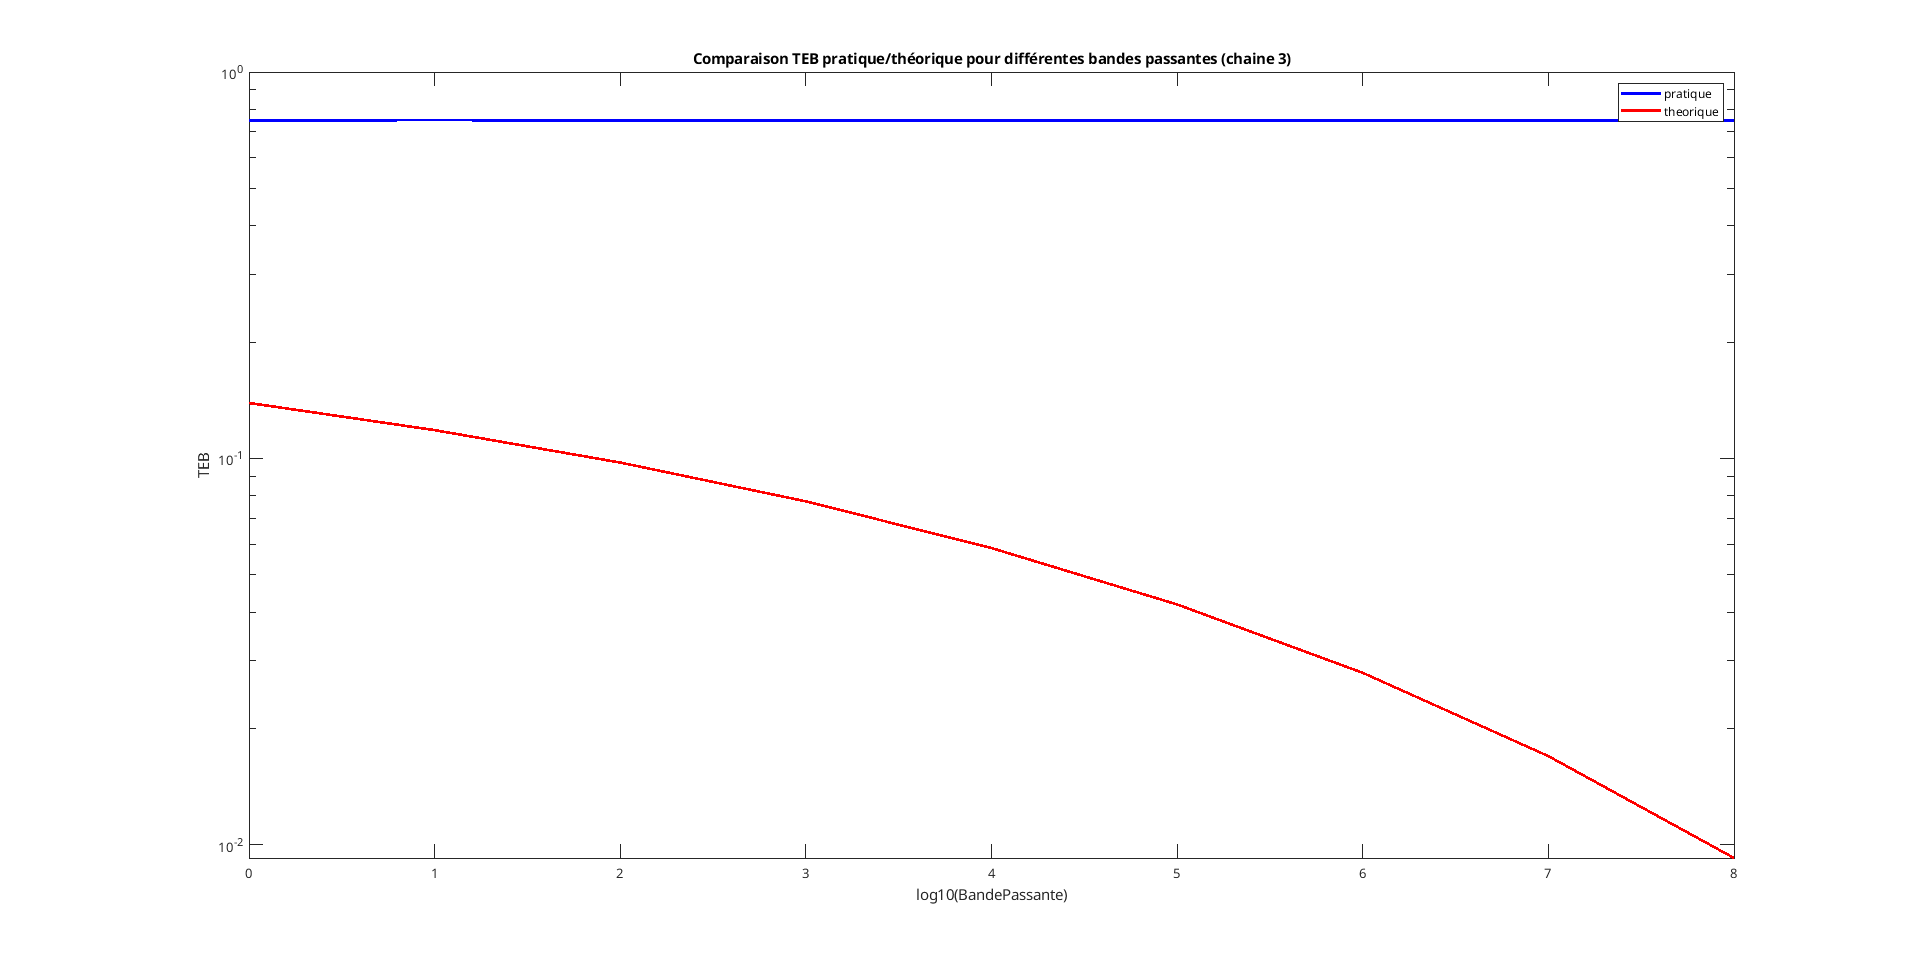 Comparaison TEB pratique/théorique pour différentes bandes passantes (chaine 3)
10^0
pratique
theorique
TEB
10^-1
10^-2
0 1 2 3 4 5 6 7 8
log10(BandePassante)